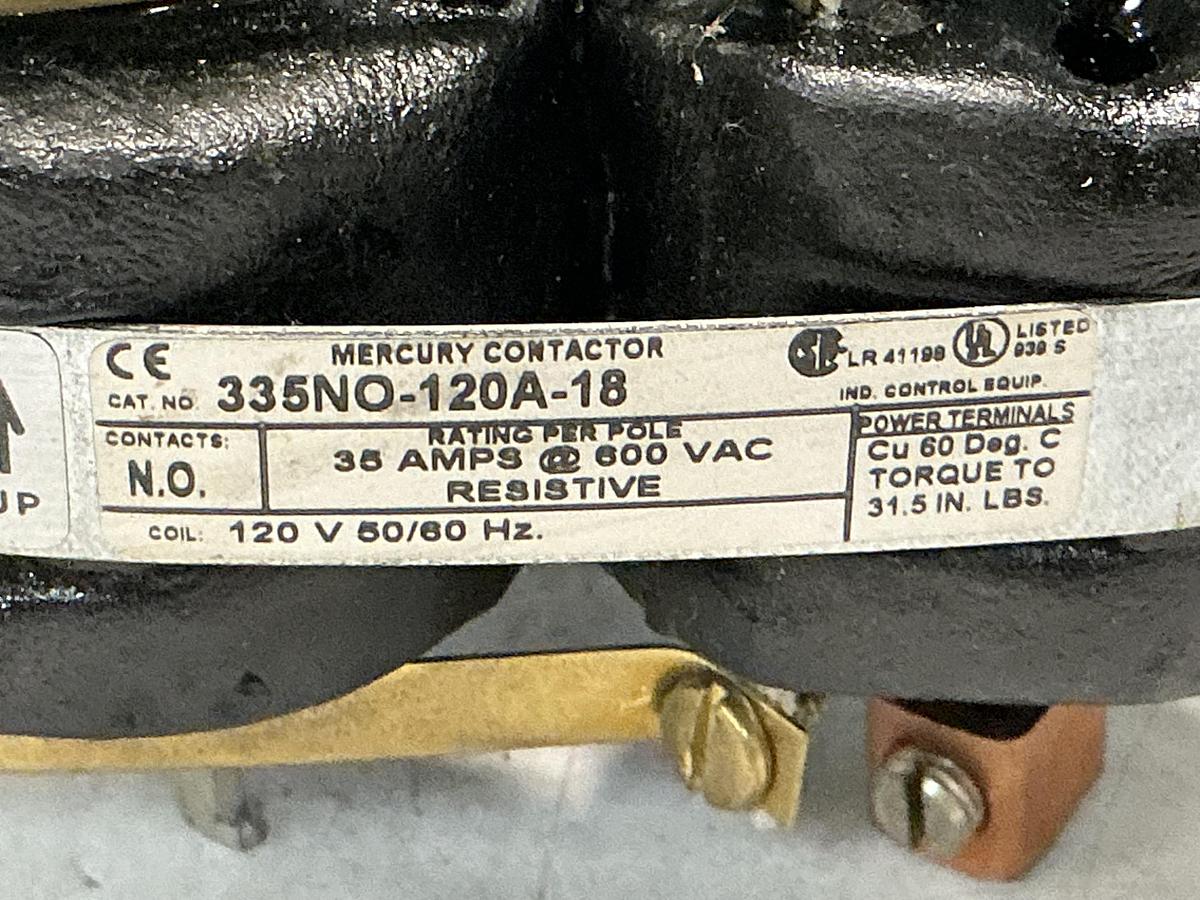 UP
CE
MERCURY CONTACTOR
LR 41198
UL
LISTED
939 S
CAT. NO. 335NO-120A-18
IND. CONTROL EQUIP.
CONTACTS:
N.O.
RATING PER POLE
35 AMPS @ 600 VAC
RESISTIVE
POWER TERMINALS
Cu 60 Deg. C
TORQUE TO
31.5 IN. LBS.
COIL: 120 V 50/60 Hz.